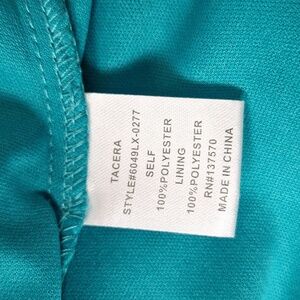 TACERA
STYLE#6049LX-0277
SELF
100%POLYESTER
LINING
100%POLYESTER
RN#137570
MADE IN CHINA